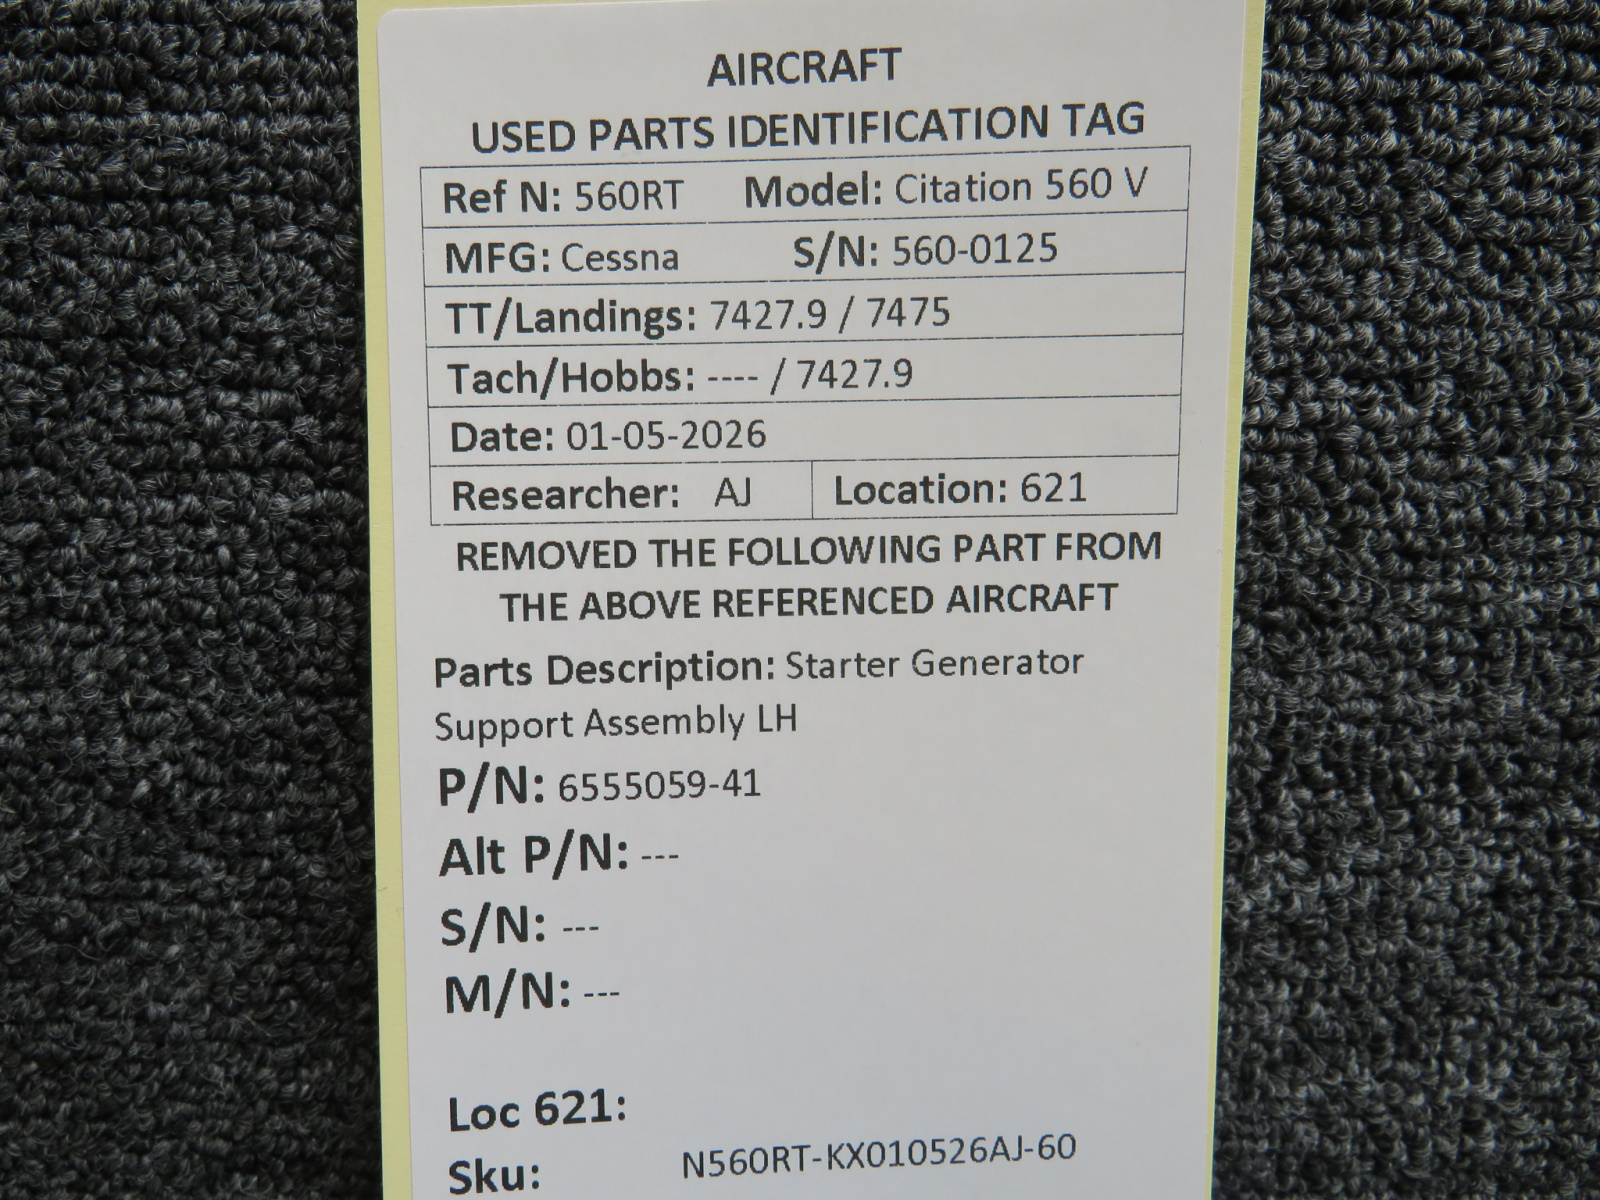 AIRCRAFT
USED PARTS IDENTIFICATION TAG
Ref N: 560RT Model: Citation 560 V
MFG: Cessna S/N: 560-0125
TT/Landings: 7427.9 / 7475
Tach/Hobbs: ---- / 7427.9
Date: 01-05-2026
Researcher: AJ Location: 621
REMOVED THE FOLLOWING PART FROM
THE ABOVE REFERENCED AIRCRAFT
Parts Description: Starter Generator
Support Assembly LH
P/N: 6555059-41
Alt P/N: ---
S/N: ---
M/N: ---
Loc 621:
Sku: N560RT-KX010526AJ-60